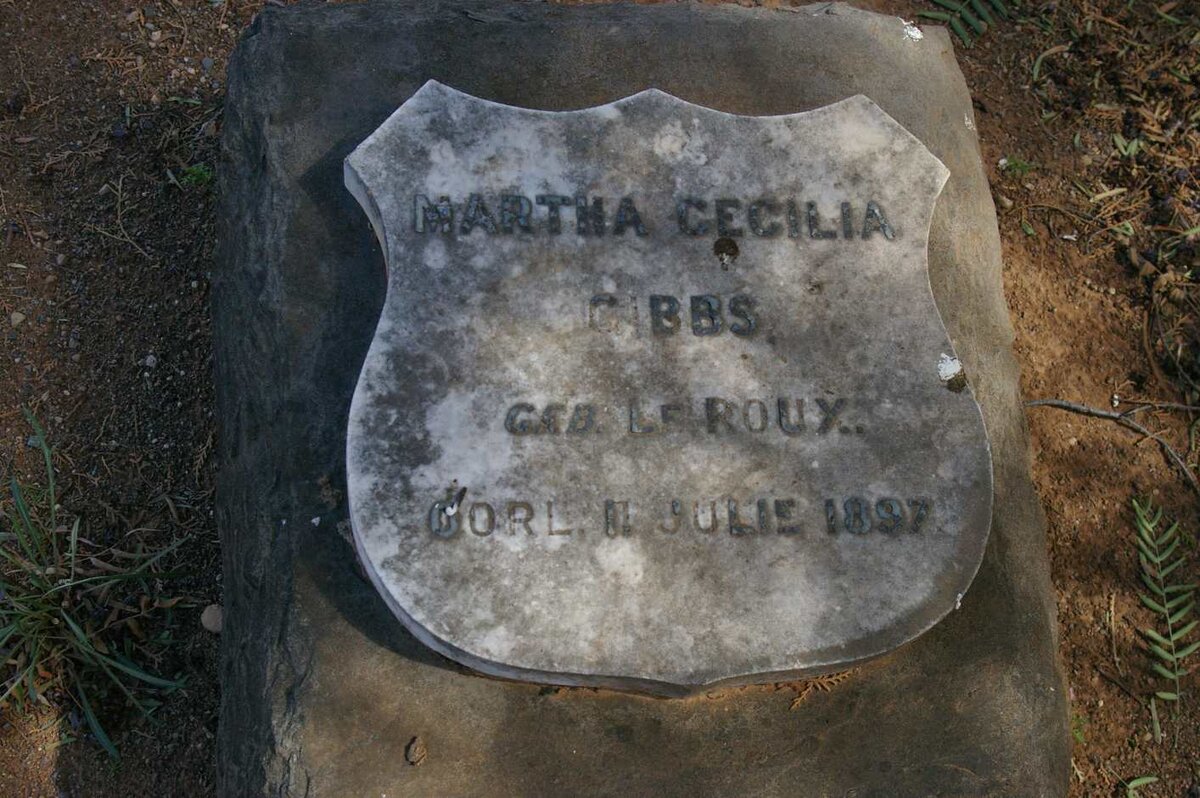 MARTHA CECILIA
GIBBS
GEB. LE ROUX.
OORL. 11 JULIE 1897